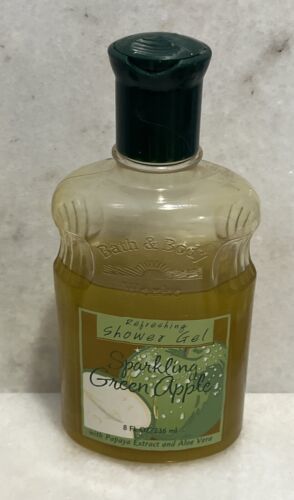 Bath & Body
Works
Refreshing
Shower Gel
Sparkling
Green Apple
8 FL OZ/236 ml
with Papaya Extract and Aloe Vera